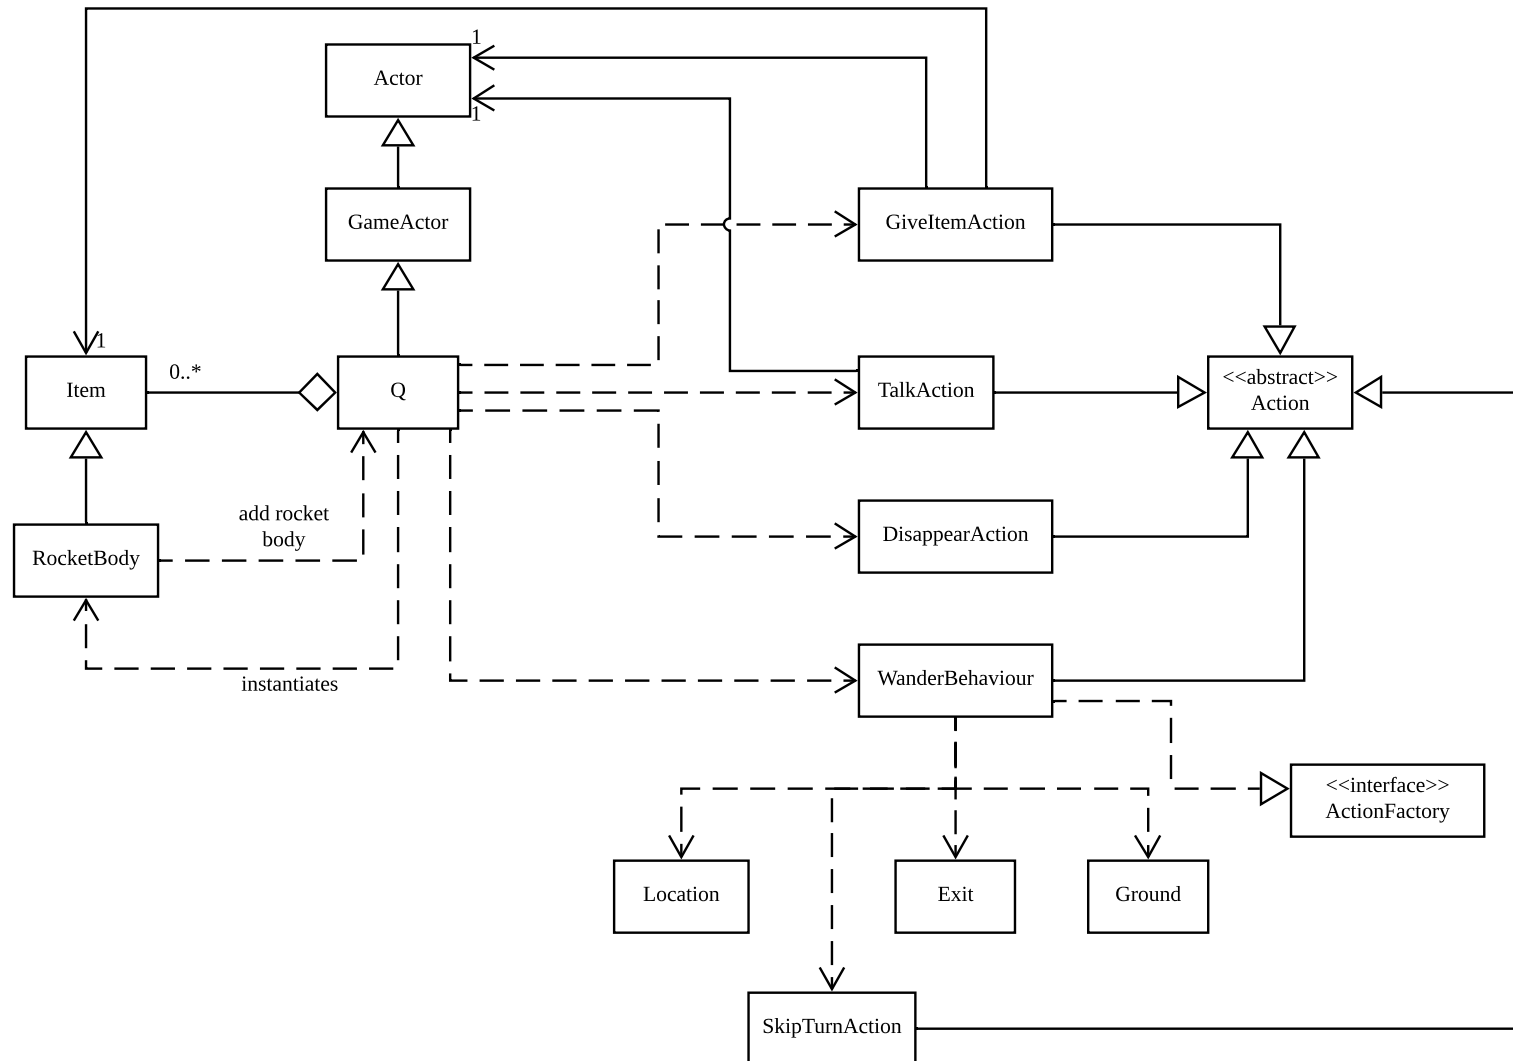 1
Actor
1
GameActor
GiveItemAction
1
0..*
Item
Q
TalkAction
<<abstract>>
Action
add rocket
body
RocketBody
DisappearAction
instantiates
WanderBehaviour
<<interface>>
ActionFactory
Location
Exit
Ground
SkipTurnAction